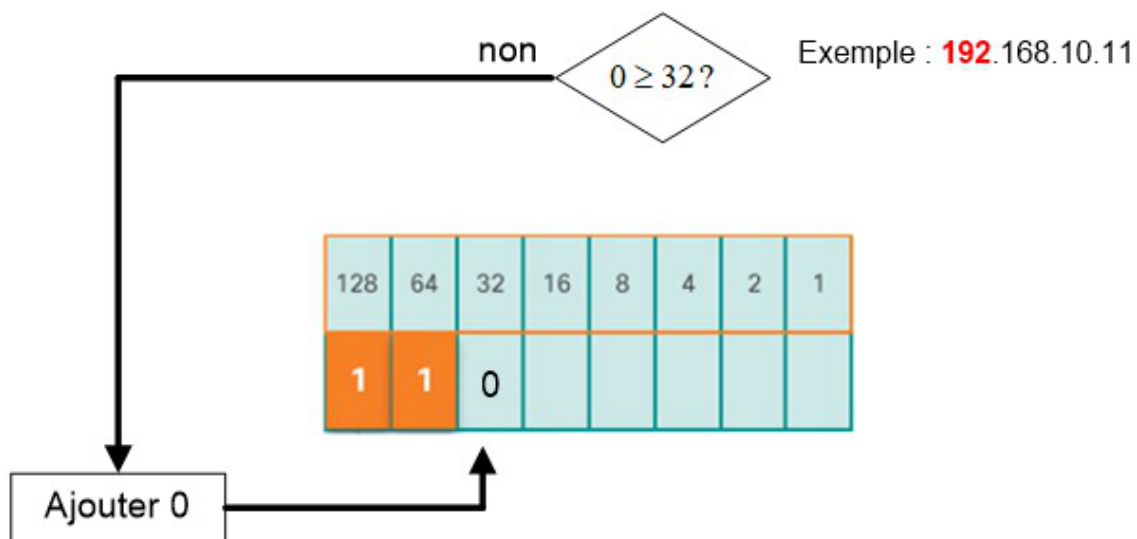 non
0 ≥ 32 ?
Exemple : 192.168.10.11
128 64 32 16 8 4 2 1
1 1 0
Ajouter 0